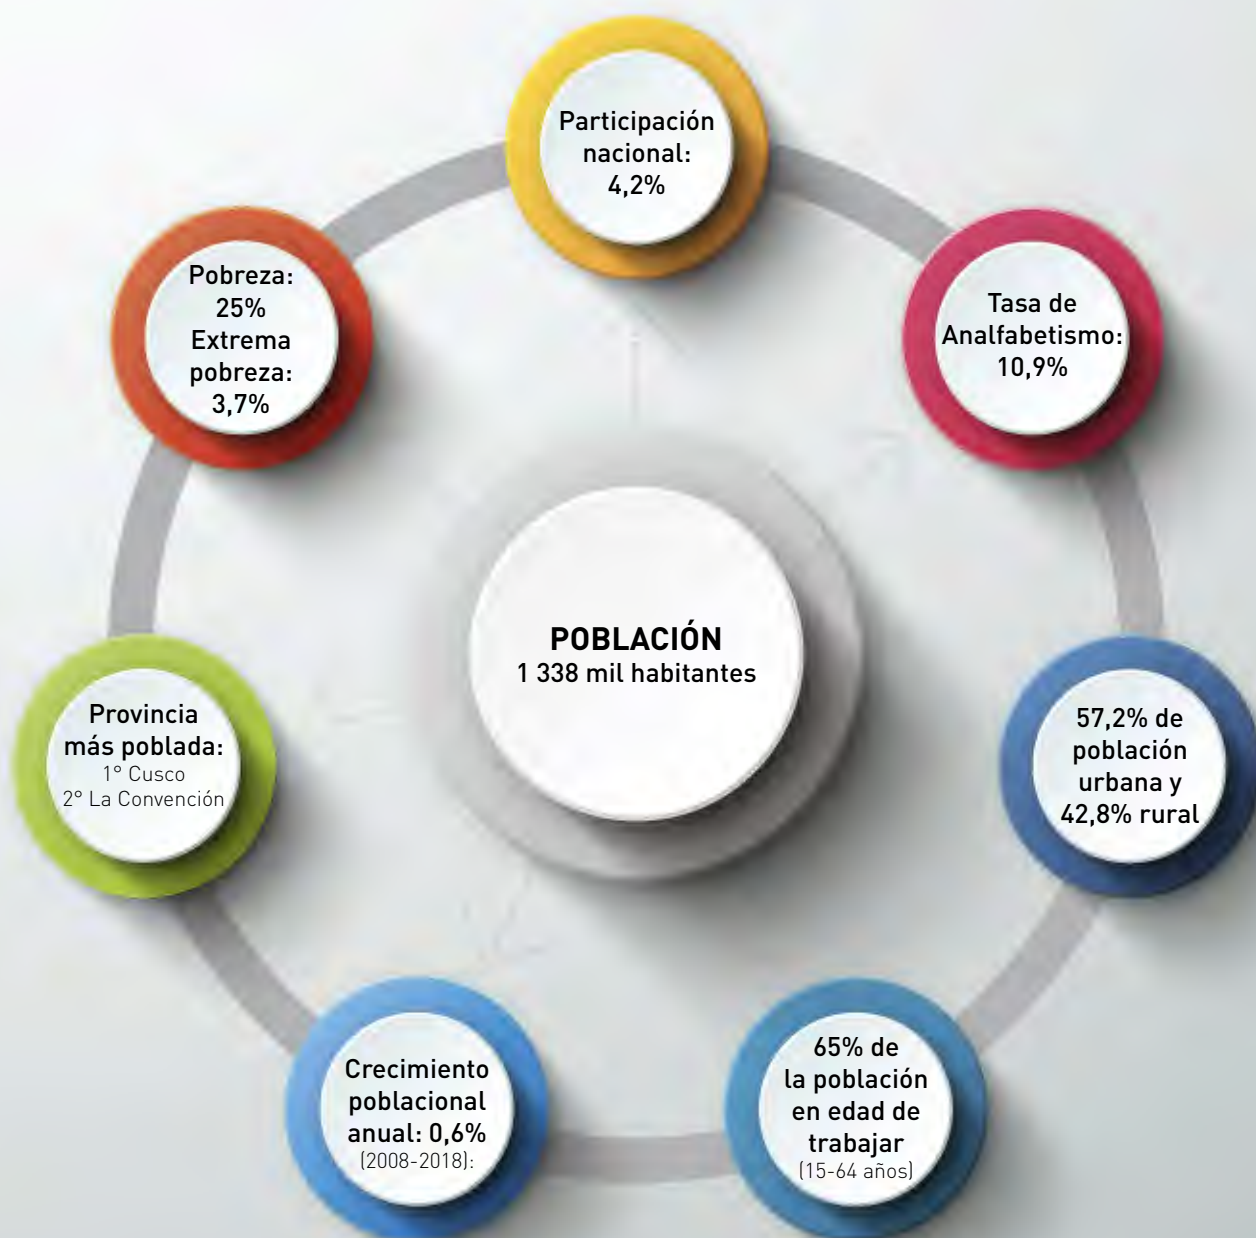 Participación
nacional:
4,2%
Tasa de
Analfabetismo:
10,9%
57,2% de
población
urbana y
42,8% rural
65% de
la población
en edad de
trabajar
(15-64 años)
Crecimiento
poblacional
anual: 0,6%
(2008-2018):
Provincia
más poblada:
1° Cusco
2° La Convención
Pobreza:
25%
Extrema
pobreza:
3,7%
POBLACIÓN
1 338 mil habitantes